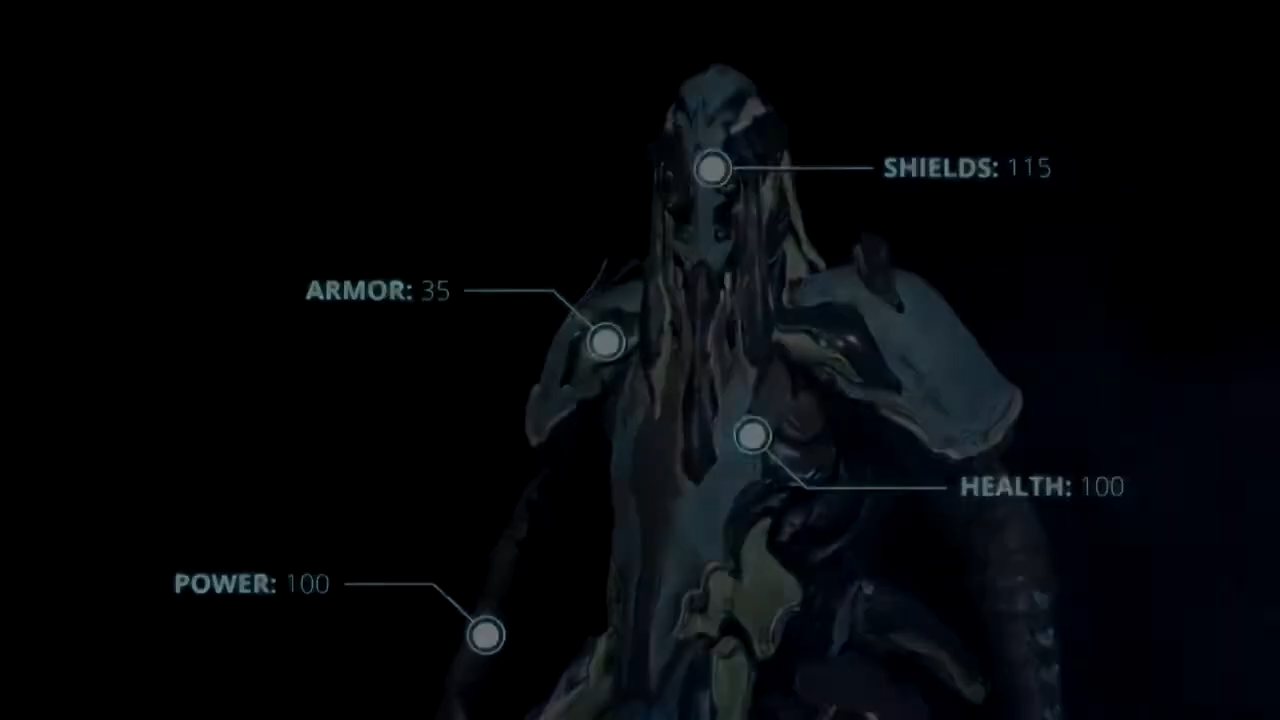 SHIELDS: 115
ARMOR: 35
HEALTH: 100
POWER: 100